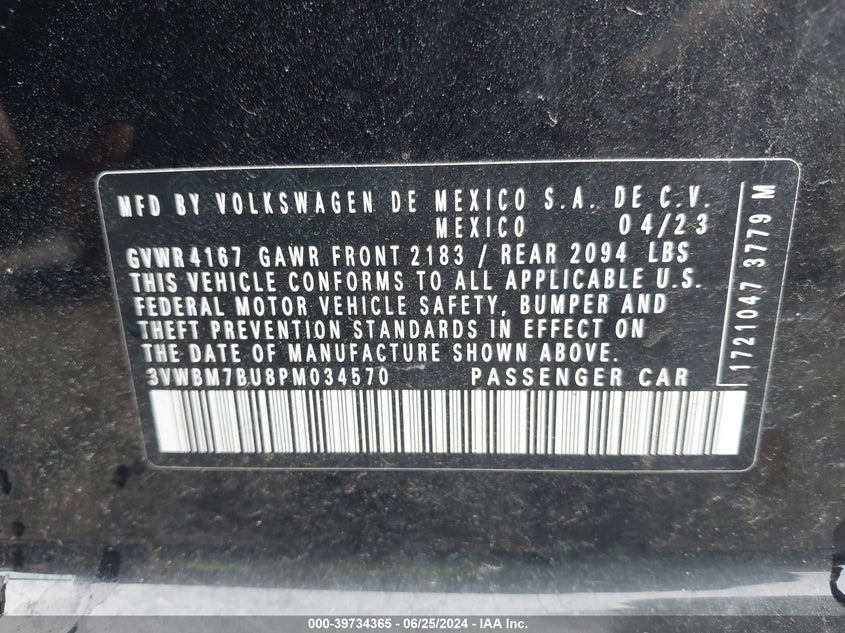 MFD BY VOLKSWAGEN DE MEXICO S.A. DE C.V.
MEXICO 04/23
GVWR 4167 GAWR FRONT 2183 / REAR 2094 LBS
THIS VEHICLE CONFORMS TO ALL APPLICABLE U.S.
FEDERAL MOTOR VEHICLE SAFETY, BUMPER AND
THEFT PREVENTION STANDARDS IN EFFECT ON
THE DATE OF MANUFACTURE SHOWN ABOVE.
3VWBM7BU8PM034570 PASSENGER CAR
1721047 3779 M
000-39734365 - 06/25/2024 - IAA Inc.